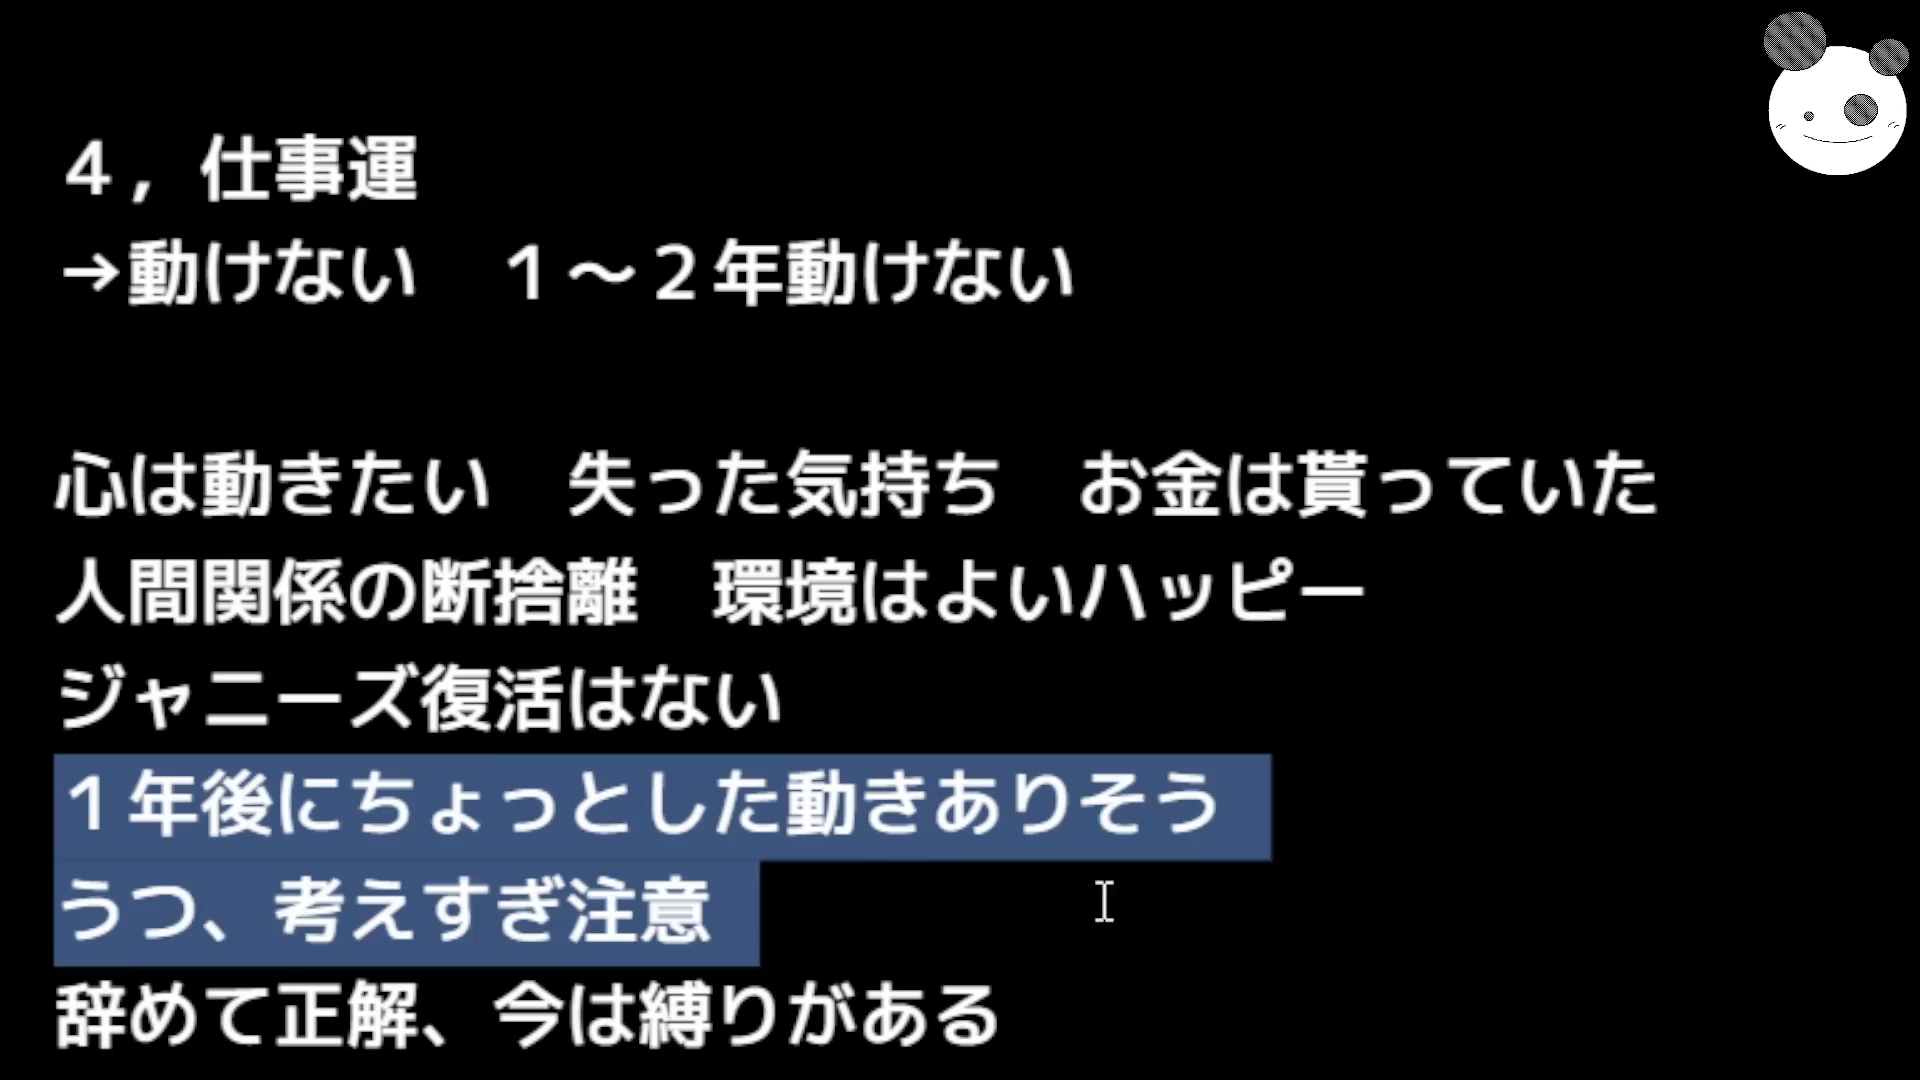 ４，仕事運
→動けない　１〜２年動けない
心は動きたい　失った気持ち　お金は貰っていた
人間関係の断捨離　環境はよいハッピー
ジャニーズ復活はない
１年後にちょっとした動きありそう
うつ、考えすぎ注意
辞めて正解、今は縛りがある